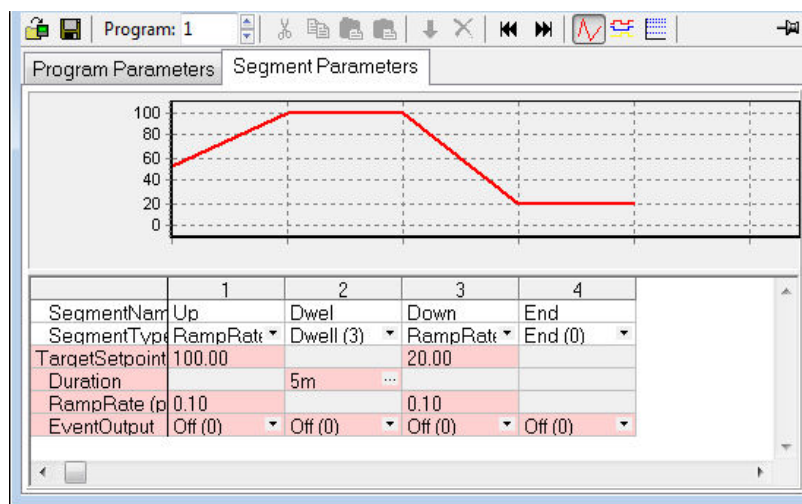 Program: 1
Program Parameters Segment Parameters
100
80
60
40
20
0
1 2 3 4
SegmentNam Up Dwel Down End
SegmentType RampRate Dwell (3) RampRate End (0)
TargetSetpoint 100.00 20.00
Duration 5m ...
RampRate (p 0.10 0.10
EventOutput Off (0) Off (0) Off (0) Off (0)